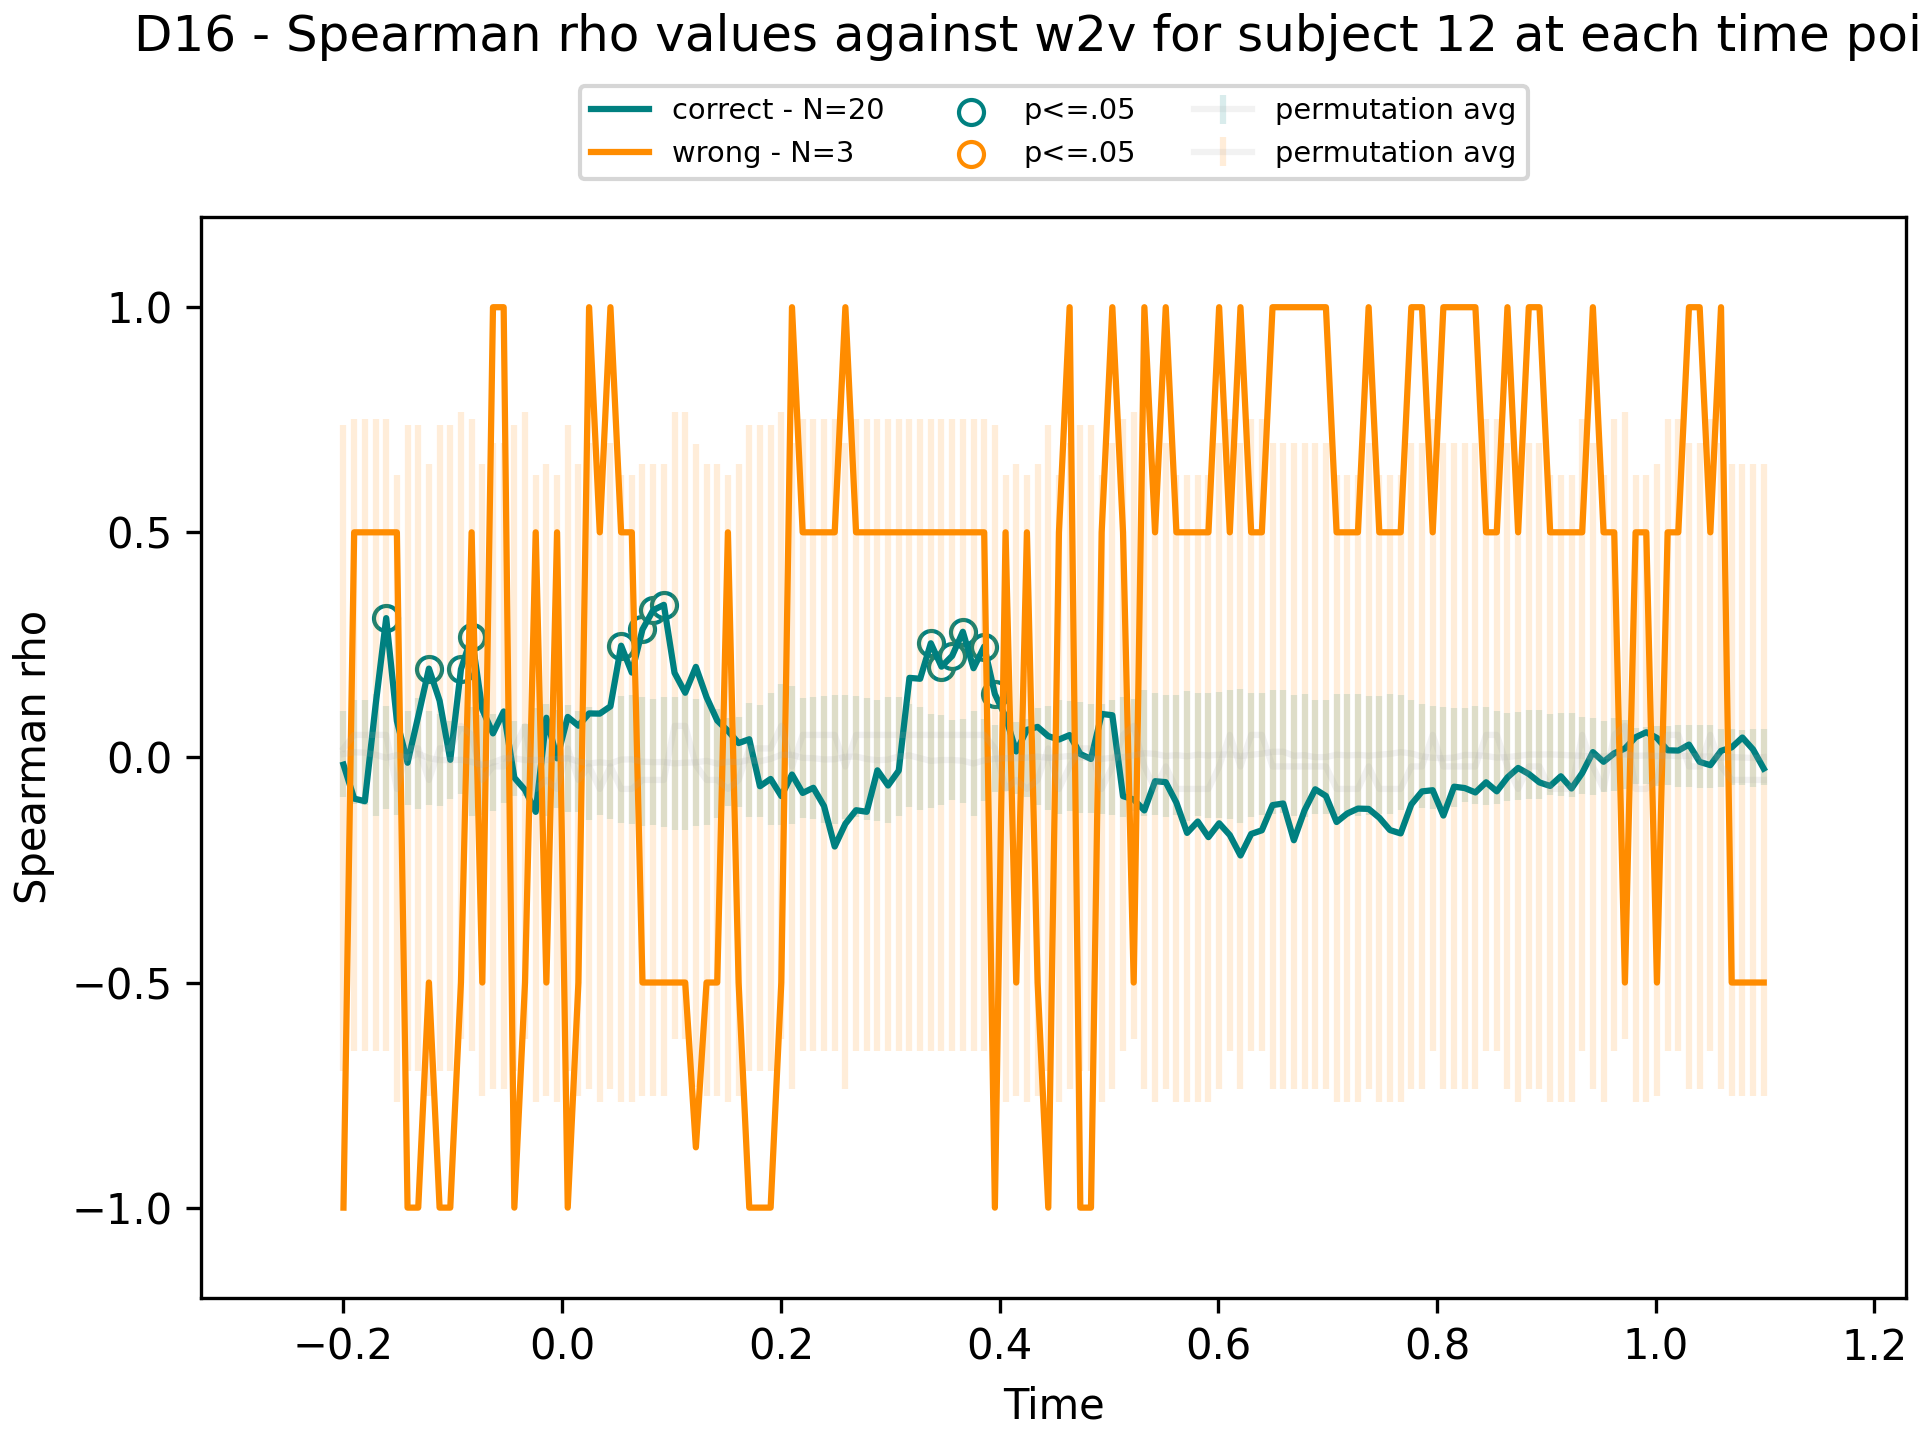 D16 - Spearman rho values against w2v for subject 12 at each time poi
correct - N=20 p<=.05 permutation avg
wrong - N=3 p<=.05 permutation avg
1.0
0.5
0.0
−0.5
−1.0
Spearman rho
−0.2 0.0 0.2 0.4 0.6 0.8 1.0 1.2
Time